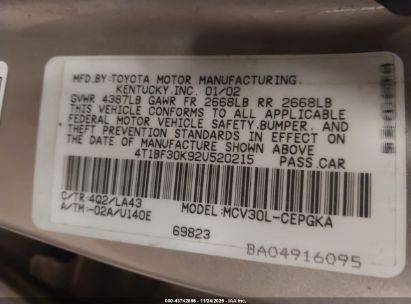 MFD. BY: TOYOTA MOTOR MANUFACTURING.
KENTUCKY, INC. 01/02
GVWR 4387LB GAWR FR 2668LB RR 2668LB
THIS VEHICLE CONFORMS TO ALL APPLICABLE
FEDERAL MOTOR VEHICLE SAFETY, BUMPER, AND
THEFT PREVENTION STANDARDS IN EFFECT ON
THE DATE OF MANUFACTURE SHOWN ABOVE
4T1BF30K92U520215 PASS.CAR
C/TR:4Q2/LA43 MODEL: MCV30L-CEPGKA
A/TM:-02A/U140E
69823
BA04916095